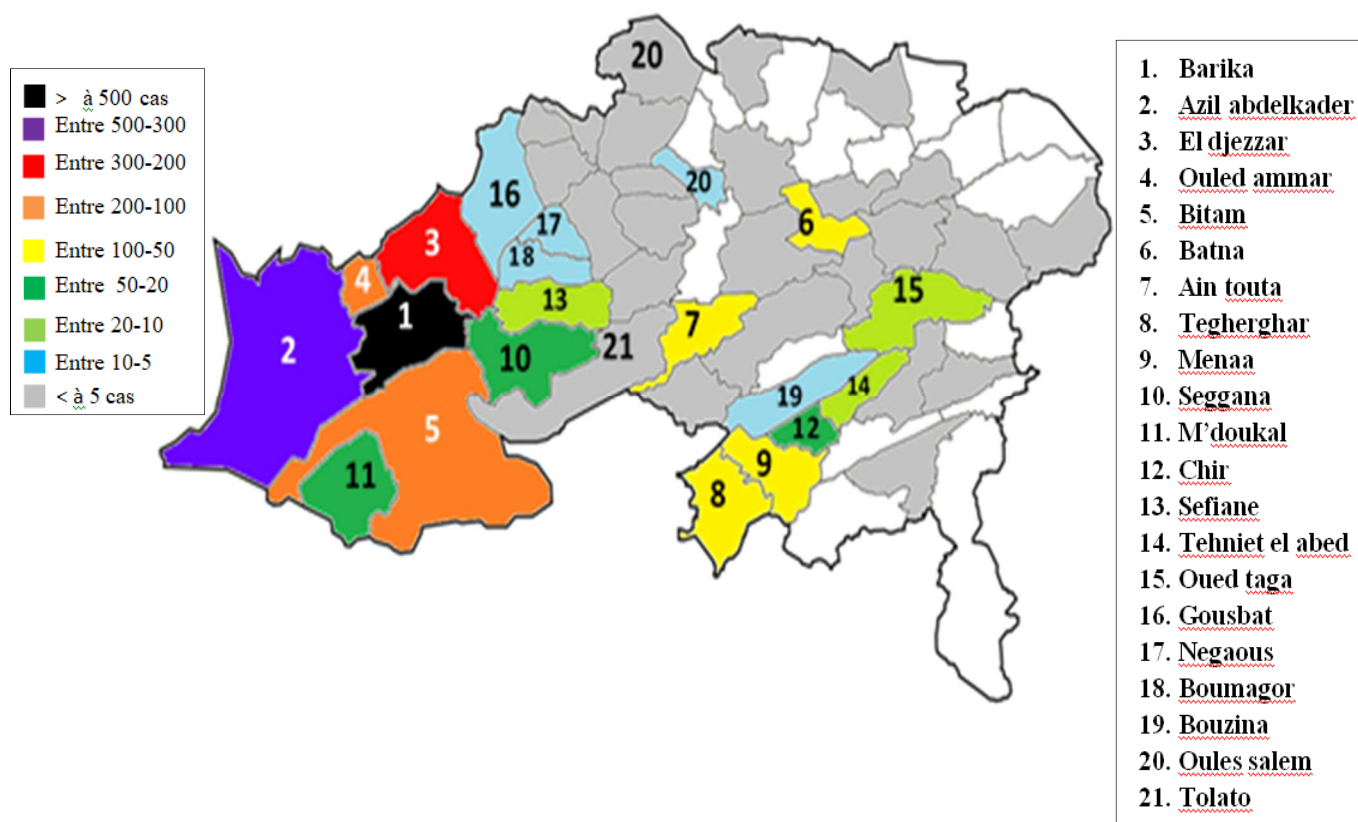 > à 500 cas
Entre 500-300
Entre 300-200
Entre 200-100
Entre 100-50
Entre 50-20
Entre 20-10
Entre 10-5
< à 5 cas
20
16
20
17
6
3
18
4
13
15
1
7
2
10
21
14
19
12
5
9
11
8
1. Barika
2. Azil abdelkader
3. El djezzar
4. Ouled ammar
5. Bitam
6. Batna
7. Ain touta
8. Tegherghar
9. Menaa
10. Seggana
11. M’doukal
12. Chir
13. Sefiane
14. Tehniet el abed
15. Oued taga
16. Gousbat
17. Negaous
18. Boumagor
19. Bouzina
20. Oules salem
21. Tolato